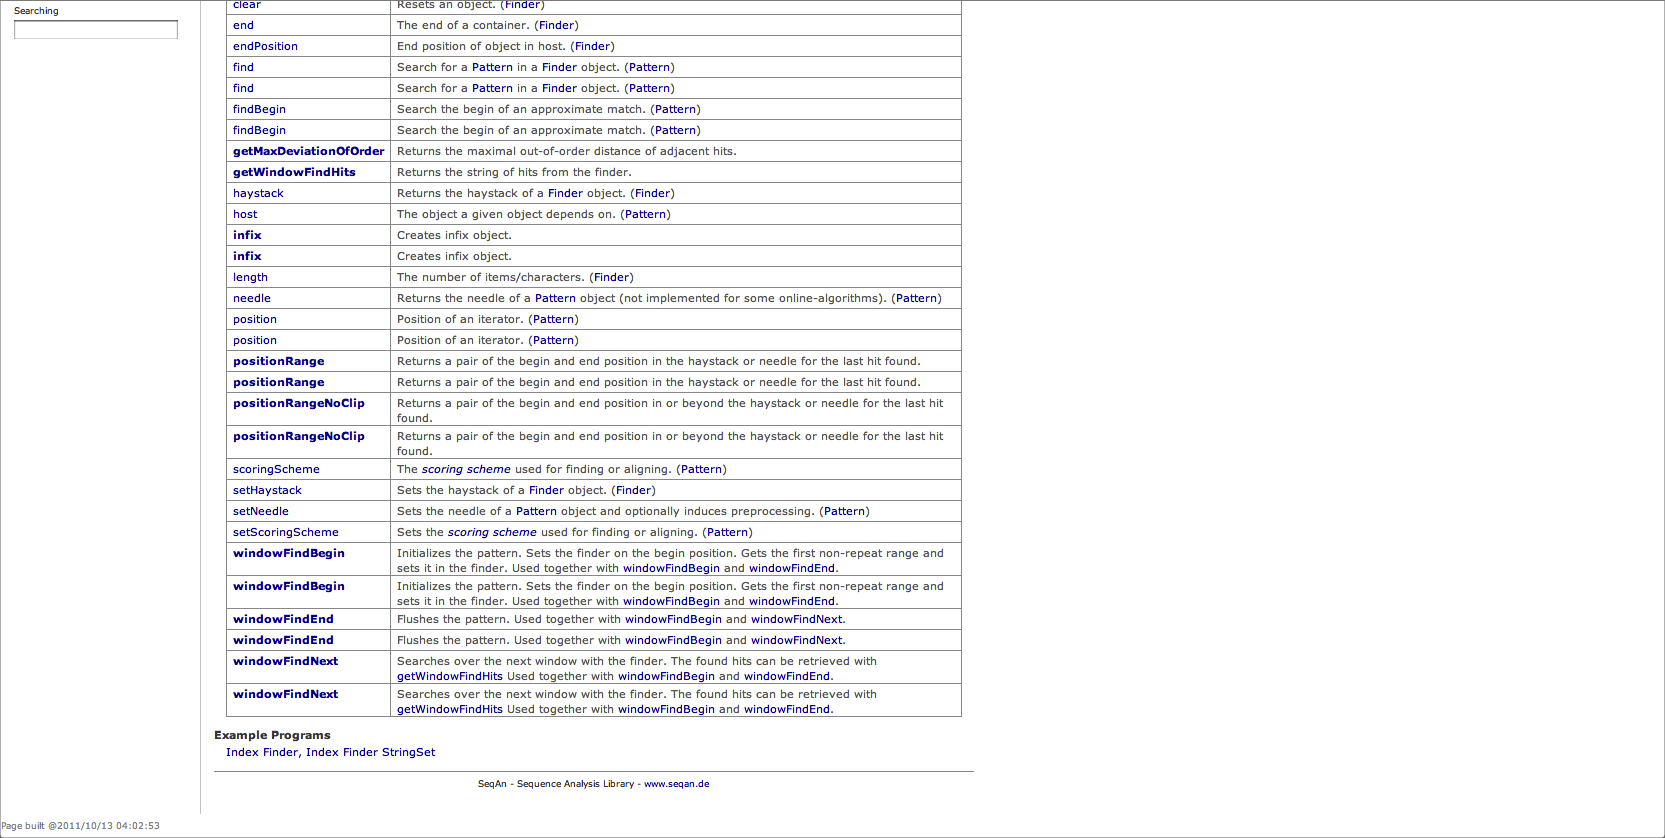 Searching
clear Resets an object. (Finder)
end The end of a container. (Finder)
endPosition End position of object in host. (Finder)
find Search for a Pattern in a Finder object. (Pattern)
find Search for a Pattern in a Finder object. (Pattern)
findBegin Search the begin of an approximate match. (Pattern)
findBegin Search the begin of an approximate match. (Pattern)
getMaxDeviationOfOrder Returns the maximal out-of-order distance of adjacent hits.
getWindowFindHits Returns the string of hits from the finder.
haystack Returns the haystack of a Finder object. (Finder)
host The object a given object depends on. (Pattern)
infix Creates infix object.
infix Creates infix object.
length The number of items/characters. (Finder)
needle Returns the needle of a Pattern object (not implemented for some online-algorithms). (Pattern)
position Position of an iterator. (Pattern)
position Position of an iterator. (Pattern)
positionRange Returns a pair of the begin and end position in the haystack or needle for the last hit found.
positionRange Returns a pair of the begin and end position in the haystack or needle for the last hit found.
positionRangeNoClip Returns a pair of the begin and end position in or beyond the haystack or needle for the last hit
found.
positionRangeNoClip Returns a pair of the begin and end position in or beyond the haystack or needle for the last hit
found.
scoringScheme The scoring scheme used for finding or aligning. (Pattern)
setHaystack Sets the haystack of a Finder object. (Finder)
setNeedle Sets the needle of a Pattern object and optionally induces preprocessing. (Pattern)
setScoringScheme Sets the scoring scheme used for finding or aligning. (Pattern)
windowFindBegin Initializes the pattern. Sets the finder on the begin position. Gets the first non-repeat range and
sets it in the finder. Used together with windowFindBegin and windowFindEnd.
windowFindBegin Initializes the pattern. Sets the finder on the begin position. Gets the first non-repeat range and
sets it in the finder. Used together with windowFindBegin and windowFindEnd.
windowFindEnd Flushes the pattern. Used together with windowFindBegin and windowFindNext.
windowFindEnd Flushes the pattern. Used together with windowFindBegin and windowFindNext.
windowFindNext Searches over the next window with the finder. The found hits can be retrieved with
getWindowFindHits Used together with windowFindBegin and windowFindEnd.
windowFindNext Searches over the next window with the finder. The found hits can be retrieved with
getWindowFindHits Used together with windowFindBegin and windowFindEnd.
Example Programs
Index Finder, Index Finder StringSet
SeqAn - Sequence Analysis Library - www.seqan.de
Page built @2011/10/13 04:02:53